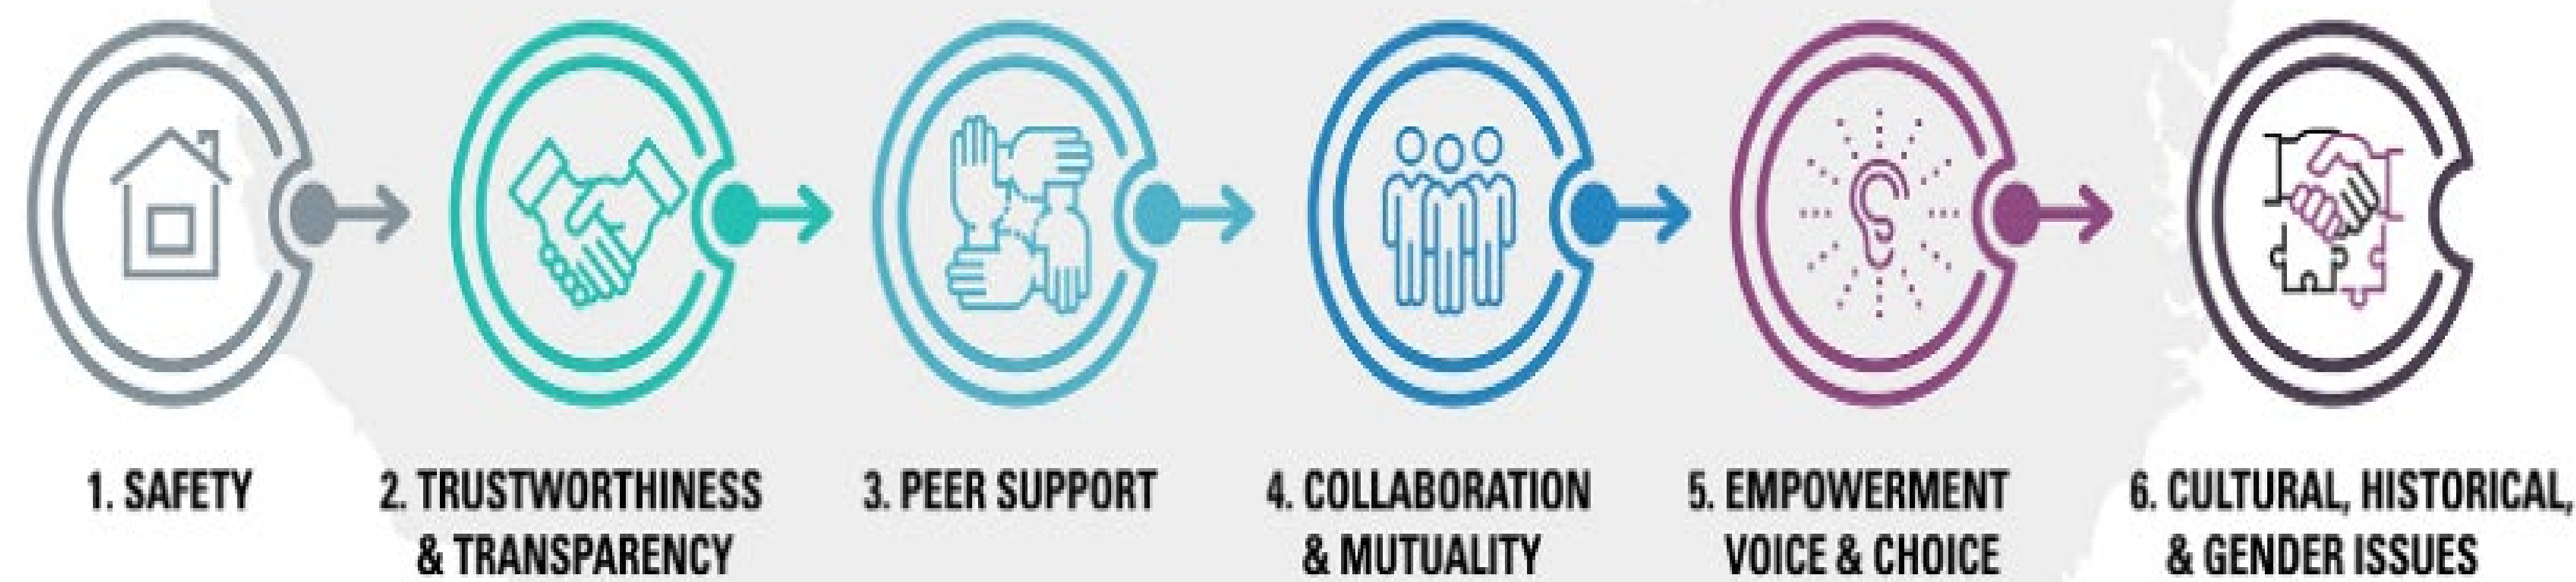 1. SAFETY
2. TRUSTWORTHINESS
& TRANSPARENCY
3. PEER SUPPORT
4. COLLABORATION
& MUTUALITY
5. EMPOWERMENT
VOICE & CHOICE
6. CULTURAL, HISTORICAL,
& GENDER ISSUES